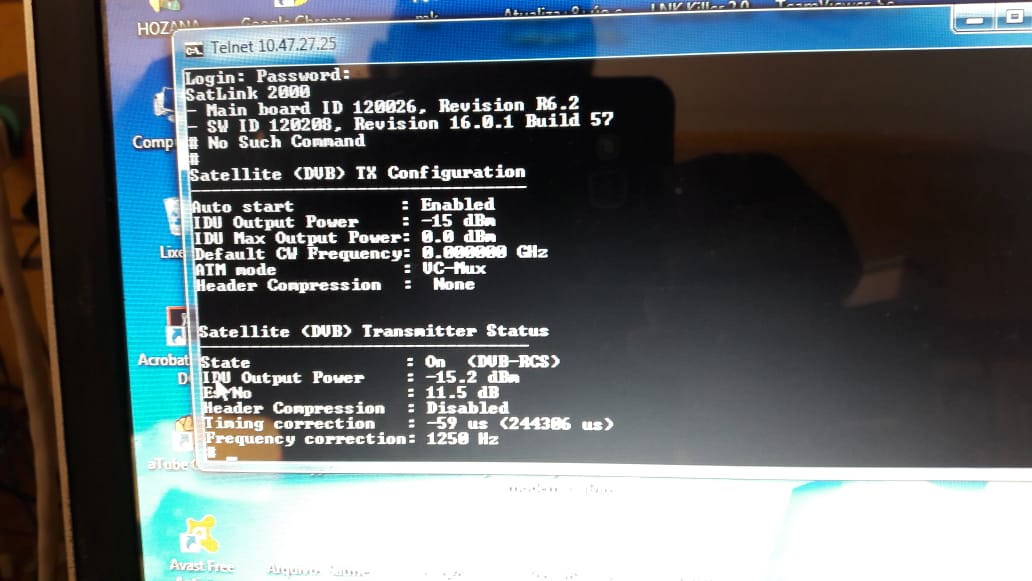 HOZANA
Google Chrome
mk
TeamViewer
Telnet 10.47.27.25
Login: Password:
SatLink 2000
- Main board ID 120026, Revision R6.2
- SW ID 120208, Revision 16.0.1 Build 57
# No Such Command
#
Satellite (DVB) TX Configuration
Auto start : Enabled
IDU Output Power : -15 dBm
IDU Max Output Power: 0.0 dBm
Default CW Frequency: 0.000000 GHz
ATM mode : VC-Mux
Header Compression : None
Satellite (DVB) Transmitter Status
State : On (DVB-RCS)
IDU Output Power : -15.2 dBm
Es/No : 11.5 dB
Header Compression : Disabled
Timing correction : -59 us (244306 us)
Frequency correction: 1250 Hz
# _
Comp
Lixe
Acrobat
D
aTube
Avast Free